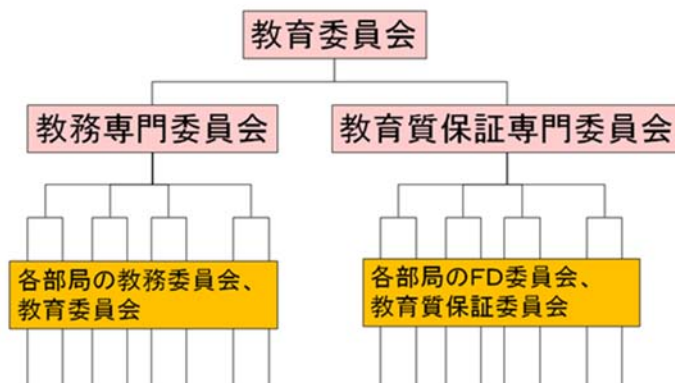 教育委員会
教務専門委員会
教育質保証専門委員会
各部局の教務委員会、
教育委員会
各部局のFD委員会、
教育質保証委員会